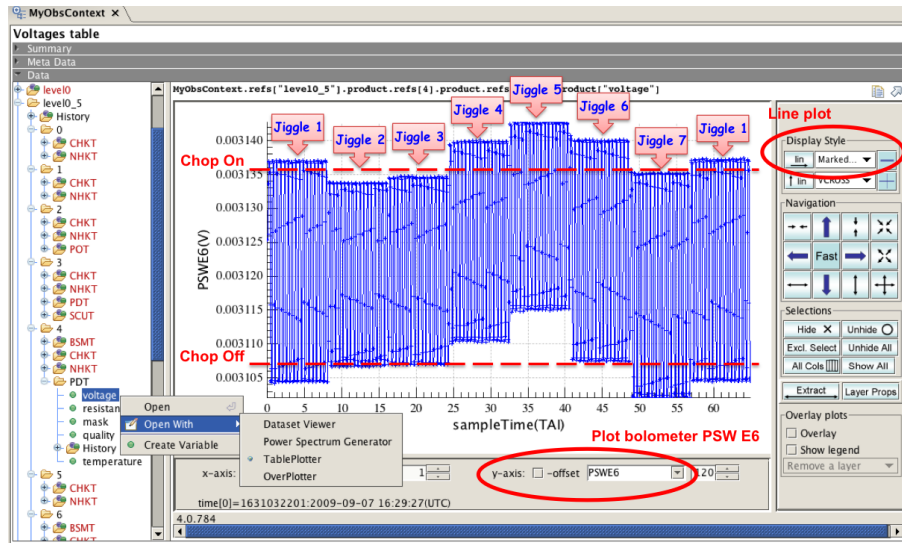 MyObsContext ×
Voltages table
Summary
Meta Data
Data
level0
level0_5
History
0
CHKT
NHKT
1
CHKT
NHKT
2
CHKT
NHKT
POT
3
CHKT
NHKT
PDT
SCUT
4
BSMT
CHKT
NHKT
PDT
voltage
resistan
mask
quality
History
temperature
5
CHKT
NHKT
6
BSMT
CHKT
Open
Open With
Create Variable
Dataset Viewer
Power Spectrum Generator
TablePlotter
OverPlotter
MyObsContext.refs["level0_5"].product.refs[4].product.refs
roduct["voltage"]
Jiggle 1
Jiggle 2
Jiggle 3
Jiggle 4
Jiggle 5
Jiggle 6
Jiggle 7
Jiggle 1
Chop On
Chop Off
PSWE6(V)
0.003140
0.003135
0.003130
0.003125
0.003120
0.003115
0.003110
0.003105
0 5 10 15 20 25 30 35 40 45 50 55 60
sampleTime(TAI)
Plot bolometer PSW E6
x-axis:
1
y-axis: -offset PSWE6 120
time[0]=1631032201:2009-09-07 16:29:27(UTC)
4.0.784
Line plot
Display Style
lin Marked...
lin VCROSS
Navigation
Fast
Selections
Hide × Unhide
Excl. Select Unhide All
All Cols Show All
Extract Layer Props
Overlay plots
Overlay
Show legend
Remove a layer